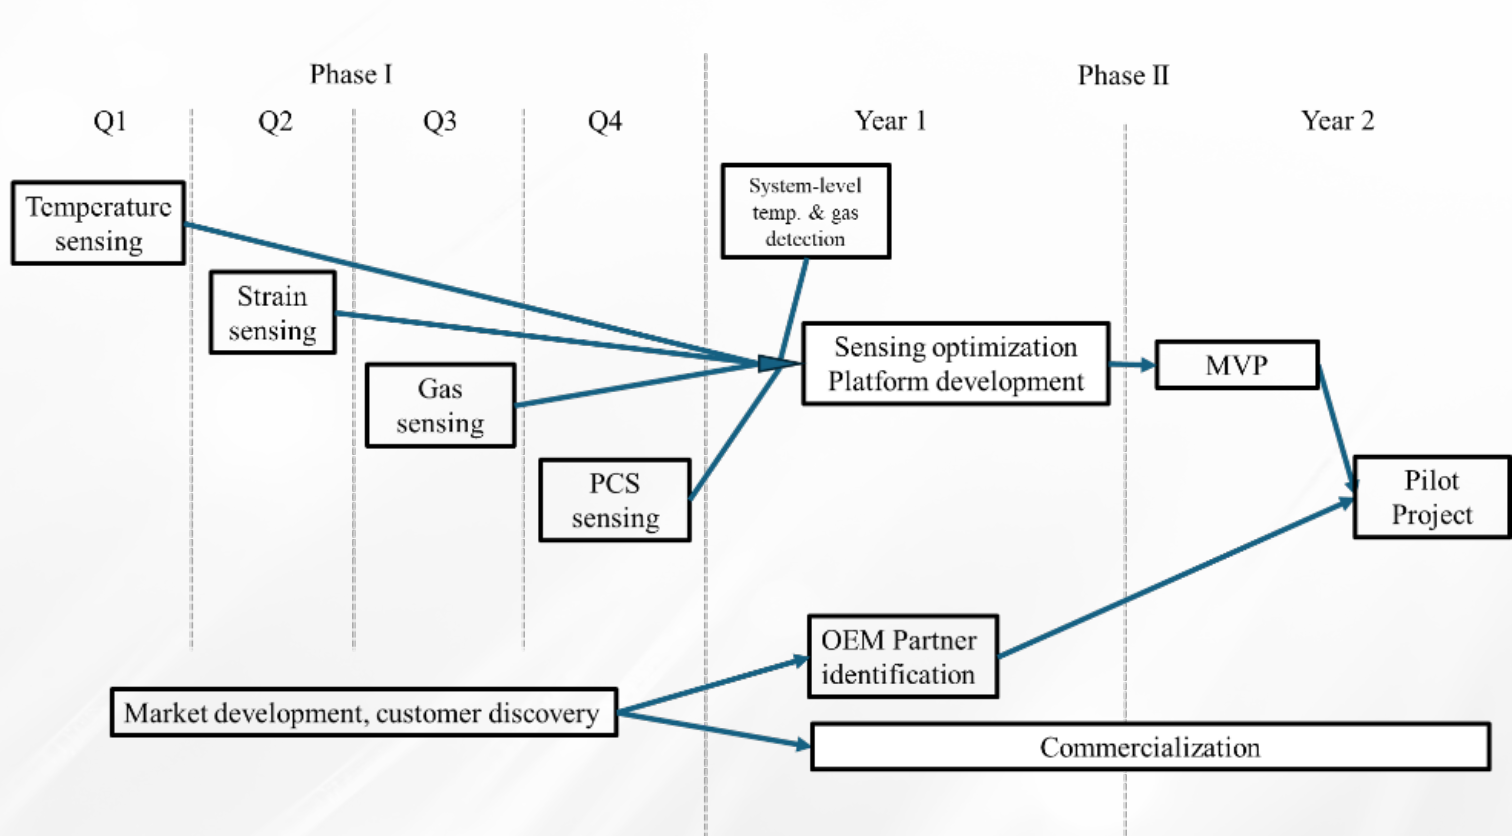 Phase I
Phase II
Q1
Q2
Q3
Q4
Year 1
Year 2
Temperature
sensing
Strain
sensing
Gas
sensing
PCS
sensing
System-level
temp. & gas
detection
Sensing optimization
Platform development
MVP
Pilot
Project
OEM Partner
identification
Market development, customer discovery
Commercialization